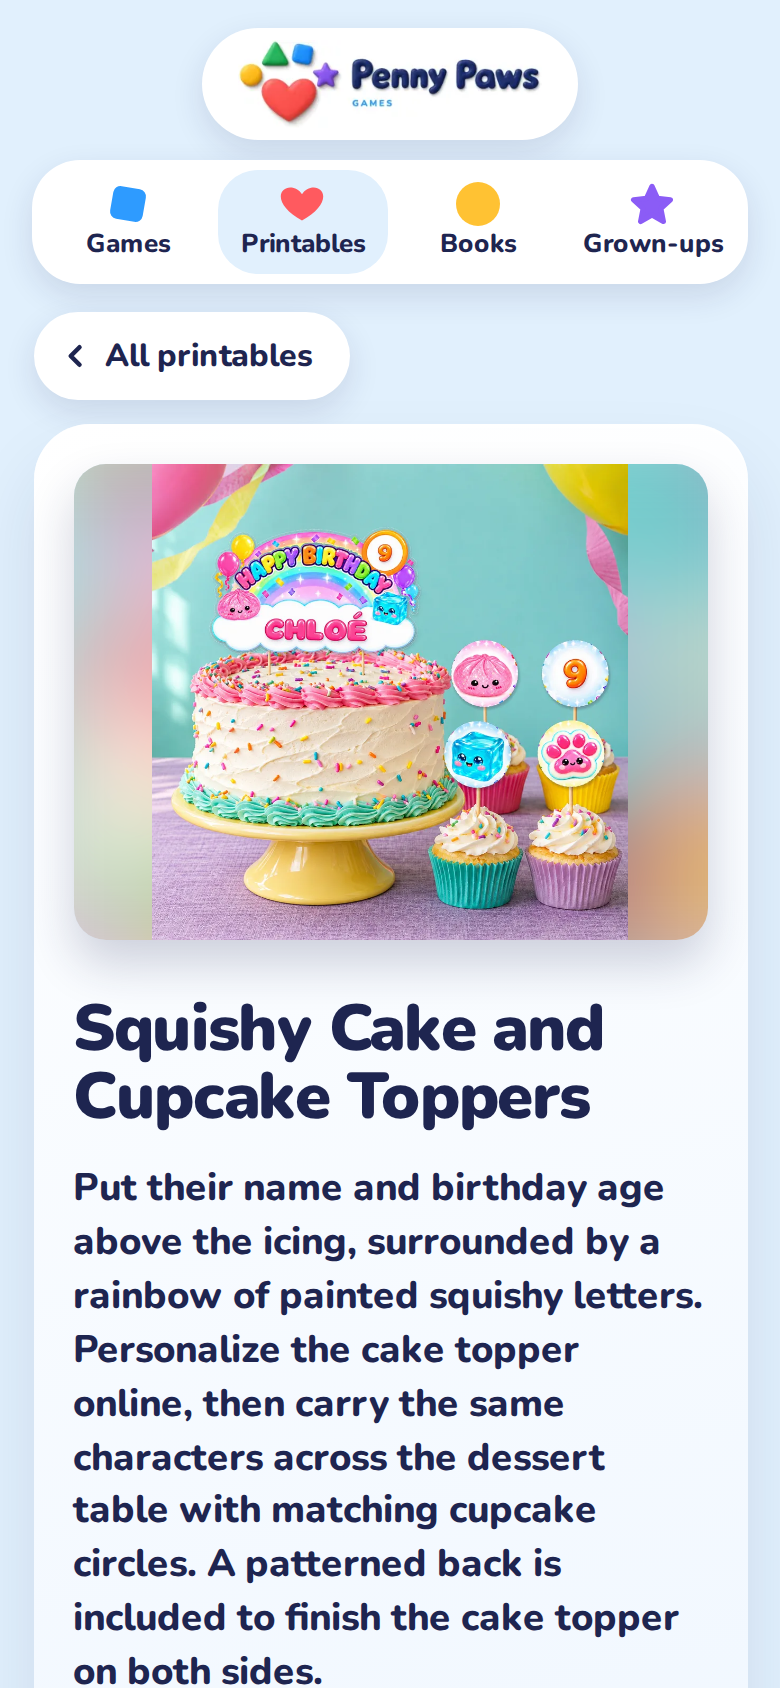 Penny Paws
GAMES
Games
Printables
Books
Grown-ups
All printables
HAPPY BIRTHDAY
9
CHLOÉ
9
Squishy Cake and
Cupcake Toppers
Put their name and birthday age
above the icing, surrounded by a
rainbow of painted squishy letters.
Personalize the cake topper
online, then carry the same
characters across the dessert
table with matching cupcake
circles. A patterned back is
included to finish the cake topper
on both sides.